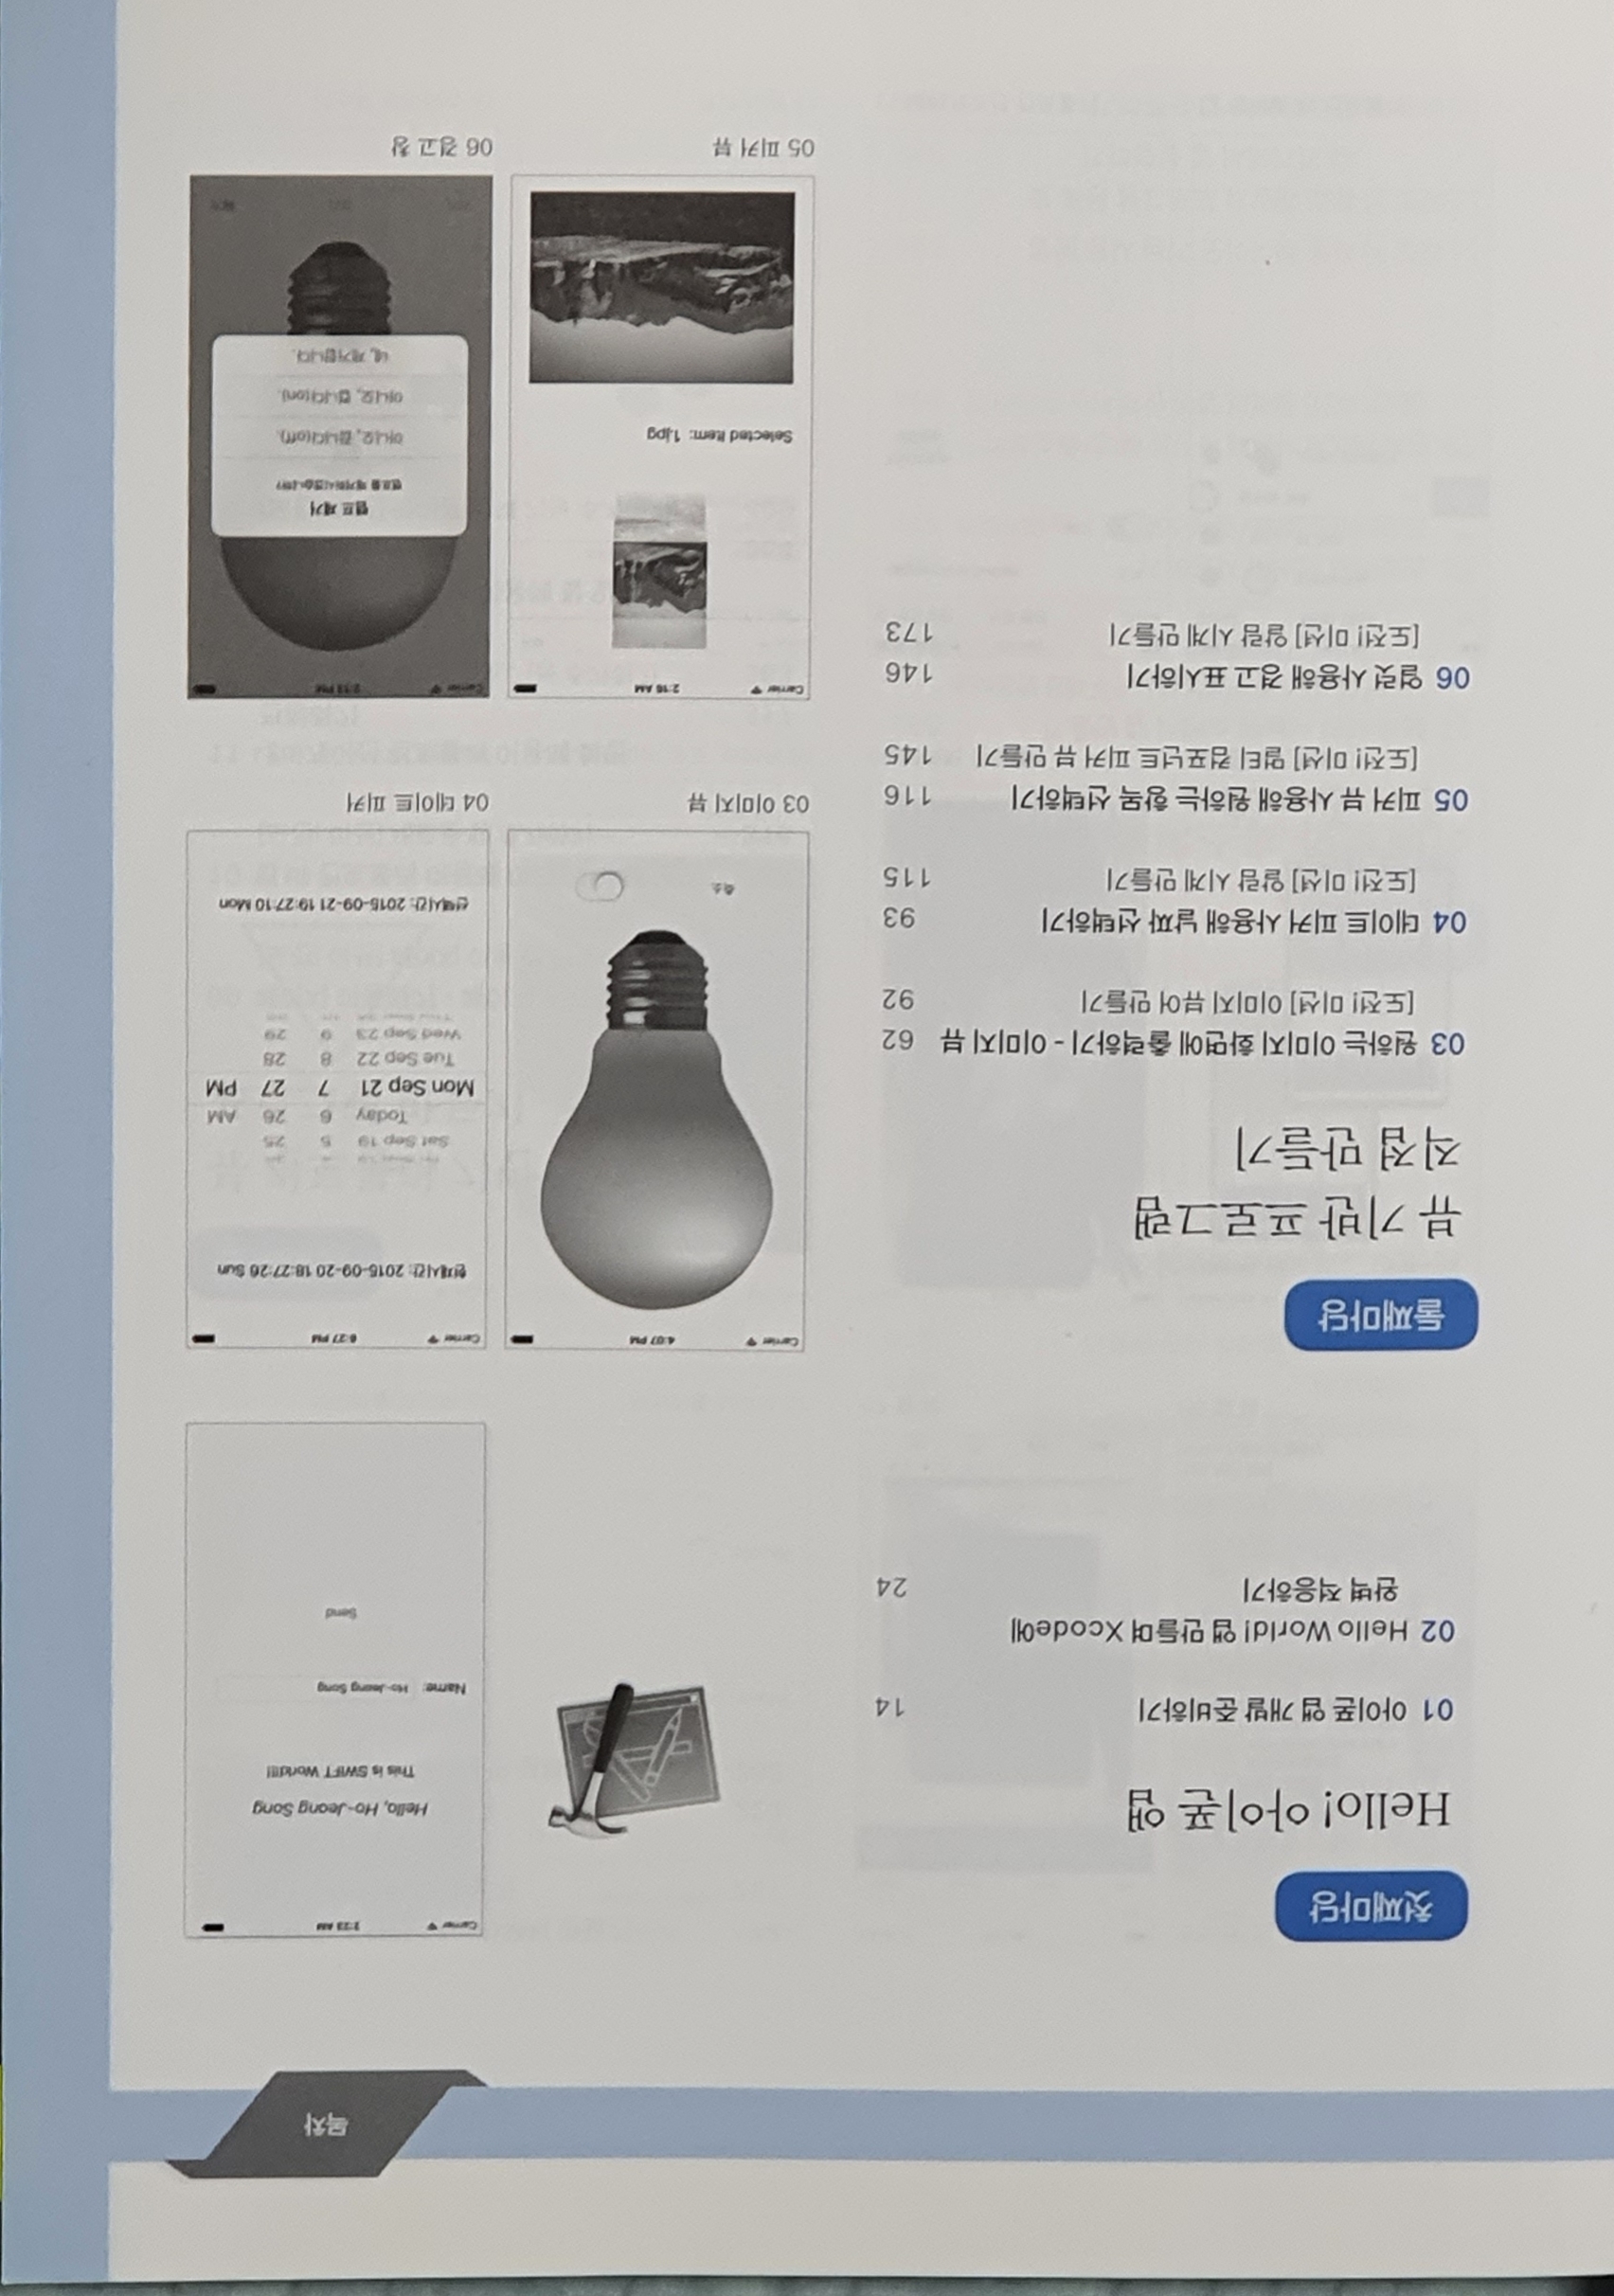 목차
첫째마당
Hello! 아이폰 앱
01 아이폰 앱 개발 준비하기 14
02 Hello World! 앱 만들며 Xcode에
완벽 적응하기 24
Carrier 2:23 AM
Hello, Ho-Jeong Song
This is SWIFT World!!!
Name: Ho-Jeong Song
Send
둘째마당
뷰 기반 프로그램
직접 만들기
03 원하는 이미지 화면에 출력하기 - 이미지 뷰 62
[도전! 미션] 이미지 뷰어 만들기 92
04 데이트 피커 사용해 날짜 선택하기 93
[도전! 미션] 알람 시계 만들기 115
05 피커 뷰 사용해 원하는 항목 선택하기 116
[도전! 미션] 멀티 컴포넌트 피커 뷰 만들기 145
06 얼럿 사용해 경고 표시하기 146
[도전! 미션] 알람 시계 만들기 173
Carrier 4:07 PM
축소
03 이미지 뷰
Carrier 6:27 PM
현재시간: 2015-09-20 18:27:26 Sun
Sat Sep 19 5 25
Today 6 26 AM
Mon Sep 21 7 27 PM
Tue Sep 22 8 28
Wed Sep 23 9 29
선택시간: 2015-09-21 19:27:10 Mon
04 데이트 피커
Carrier 2:16 AM
Selected Item: 1.jpg
05 피커 뷰
Carrier
램프 제거
램프를 제거하시겠습니까?
아니오, 끕니다(off).
아니오, 켭니다(on).
네, 제거합니다.
06 경고 창